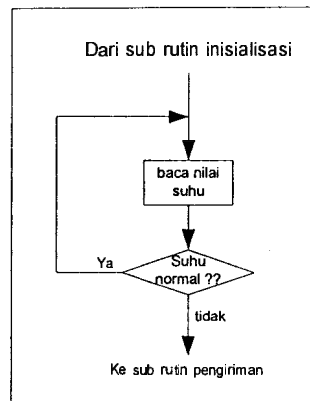 Dari sub rutin inisialisasi
baca nilai
suhu
Suhu
normal ??
Ya
tidak
Ke sub rutin pengiriman